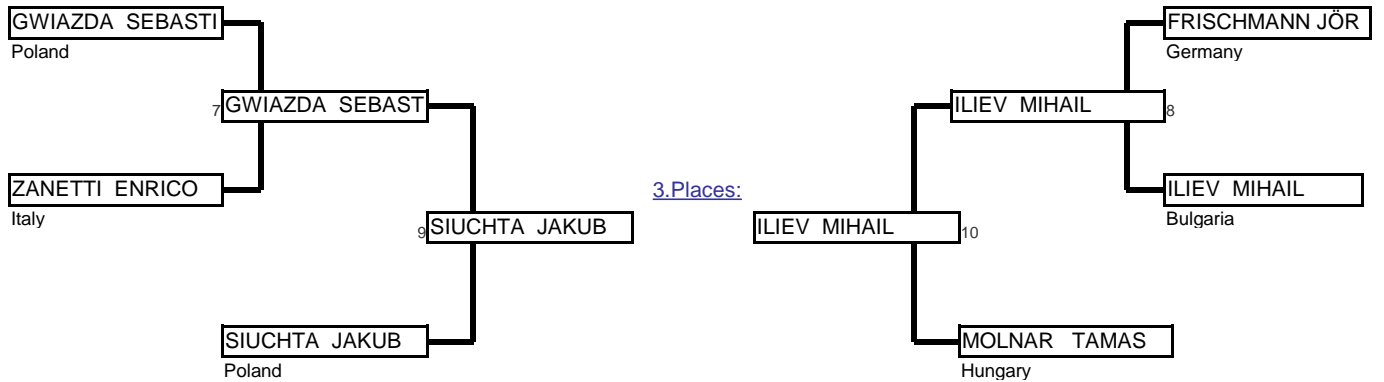 GWIAZDA SEBASTI
Poland
7 GWIAZDA SEBAST
ZANETTI ENRICO
Italy
9 SIUCHTA JAKUB
SIUCHTA JAKUB
Poland
3.Places:
FRISCHMANN JÖR
Germany
ILIEV MIHAIL 8
ILIEV MIHAIL
Bulgaria
ILIEV MIHAIL 10
MOLNAR TAMAS
Hungary